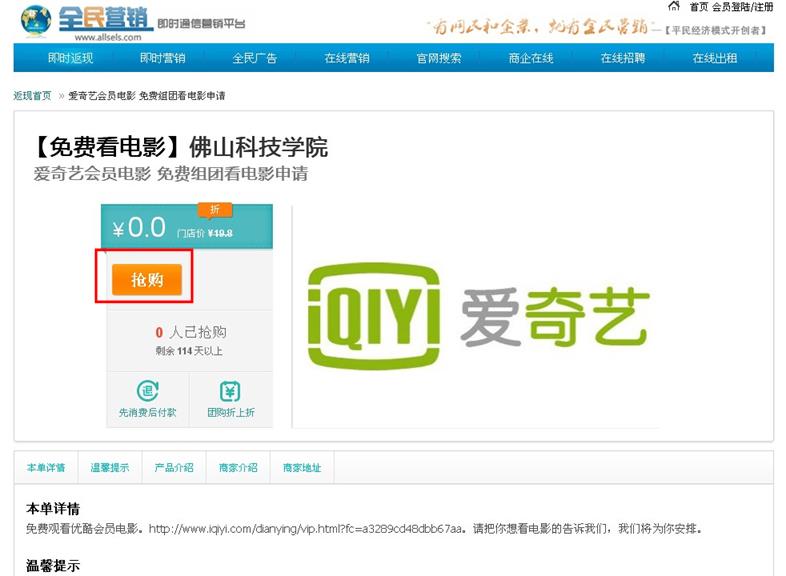 全民营销 即时通信营销平台
www.allsels.com
首页 会员登陆/注册
有网民和企业，就有全民营销—【平民经济模式开创者】
即时返现 即时营销 全民广告 在线营销 官网搜索 商企在线 在线招聘 在线出租
返现首页 » 爱奇艺会员电影 免费组团看电影申请
【免费看电影】佛山科技学院
爱奇艺会员电影 免费组团看电影申请
折
¥0.0 门店价 ¥19.8
抢购
0 人已抢购
剩余 114 天以上
退 ¥
先消费后付款 团购折上折
iQIYI 爱奇艺
本单详情 温馨提示 产品介绍 商家介绍 商家地址
本单详情
免费观看优酷会员电影。http://www.iqiyi.com/dianying/vip.html?fc=a3289cd48dbb67aa。请把你想看电影的告诉我们，我们将为你安排。
温馨提示